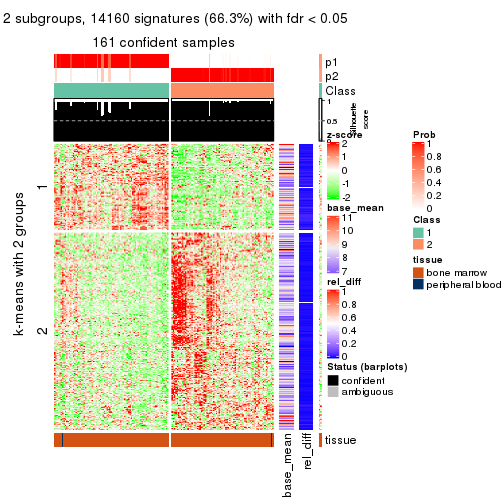 2 subgroups, 14160 signatures (66.3%) with fdr < 0.05
161 confident samples
p1
p2
Class
1
0.5
0
Silhouette
score
k-means with 2 groups
1
2
z-score
2
1
0
-1
-2
base_mean
11
10
9
8
7
rel_diff
1
0.8
0.6
0.4
0.2
0
Status (barplots)
confident
ambiguous
Prob
1
0.8
0.6
0.4
0.2
0
Class
1
2
tissue
bone marrow
peripheral blood
tissue
base_mean
rel_diff